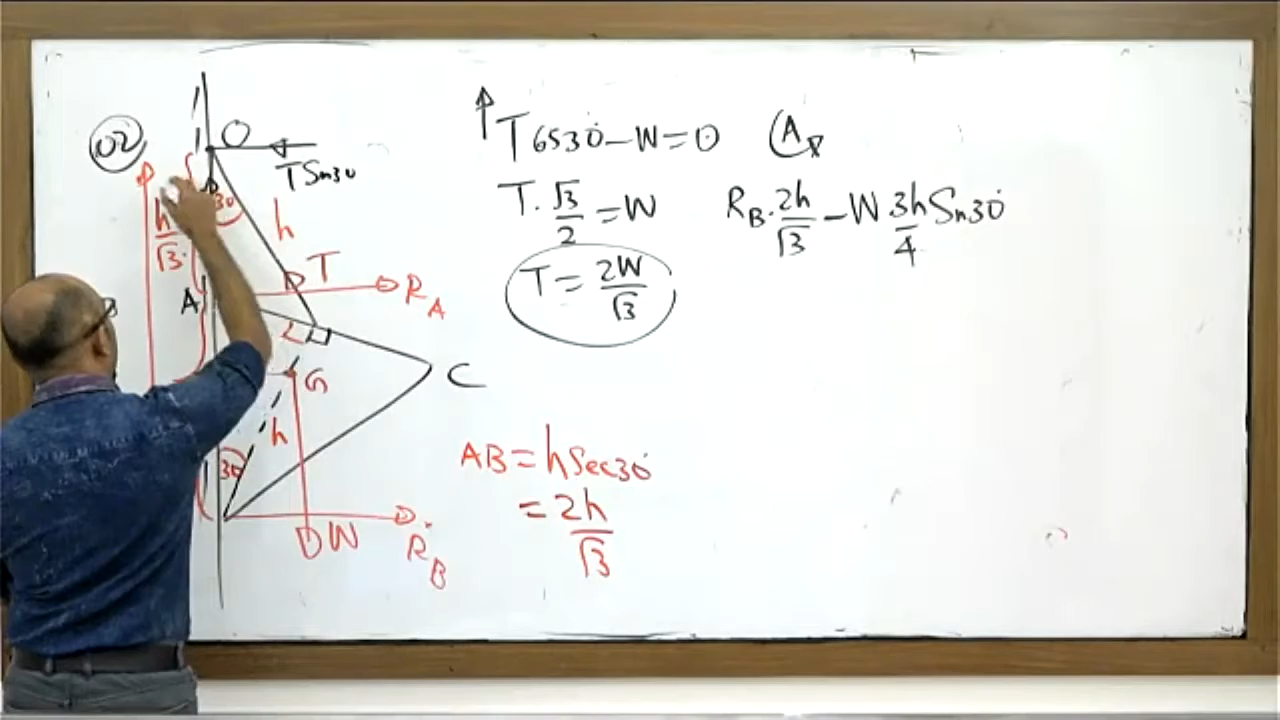 02
O
T Sin30
30
h
h/√3
T
R_A
A
L
G
C
h
30
W
R_B
↑ T cos30 - W = 0
T · √3/2 = W
T = 2W/√3
A
R_B · 2h/√3 - W 3h/4 Sin30
AB = h Sec30
= 2h/√3